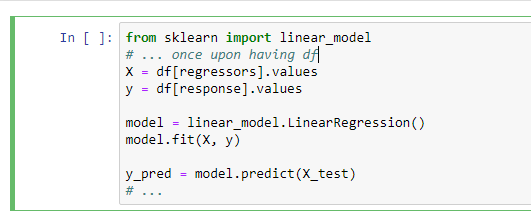 In [ ]: from sklearn import linear_model
# ... once upon having df
X = df[regressors].values
y = df[response].values
model = linear_model.LinearRegression()
model.fit(X, y)
y_pred = model.predict(X_test)
# ...